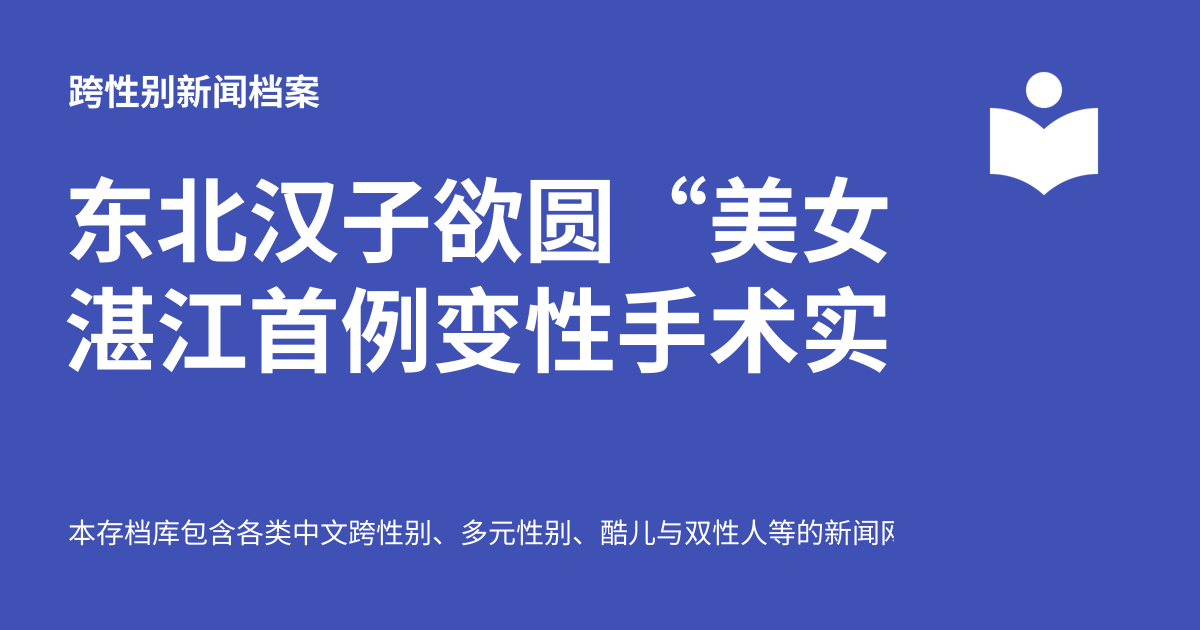 跨性别新闻档案
东北汉子欲圆“美女
湛江首例变性手术实
本存档库包含各类中文跨性别、多元性别、酷儿与双性人等的新闻